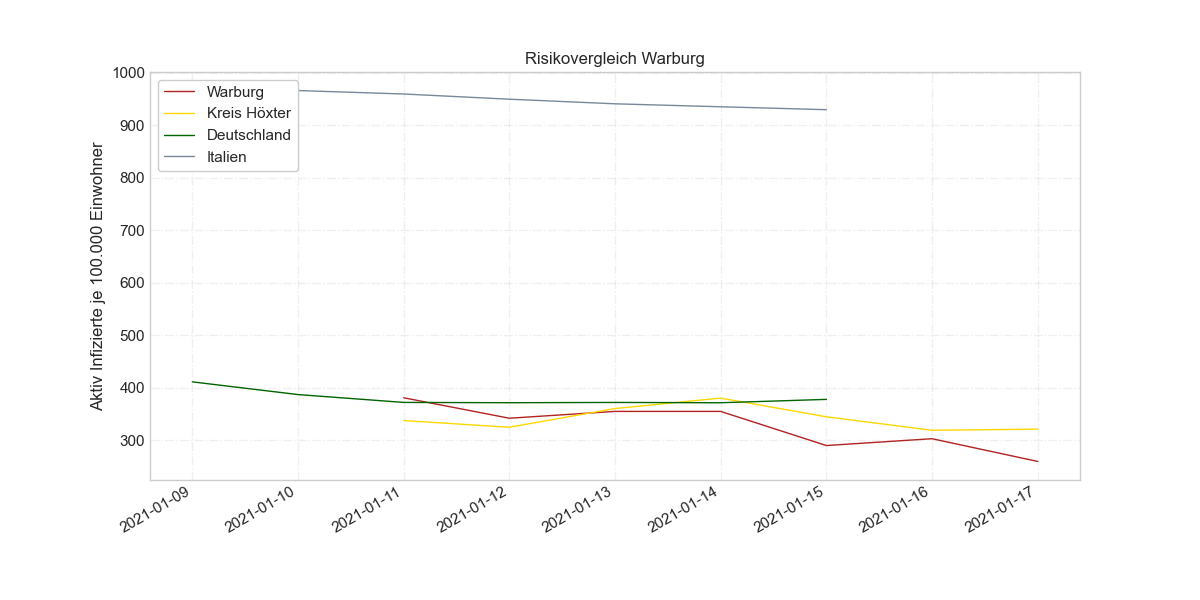 Risikovergleich Warburg
Aktiv Infizierte je 100.000 Einwohner
1000
900
800
700
600
500
400
300
Warburg
Kreis Höxter
Deutschland
Italien
2021-01-09
2021-01-10
2021-01-11
2021-01-12
2021-01-13
2021-01-14
2021-01-15
2021-01-16
2021-01-17